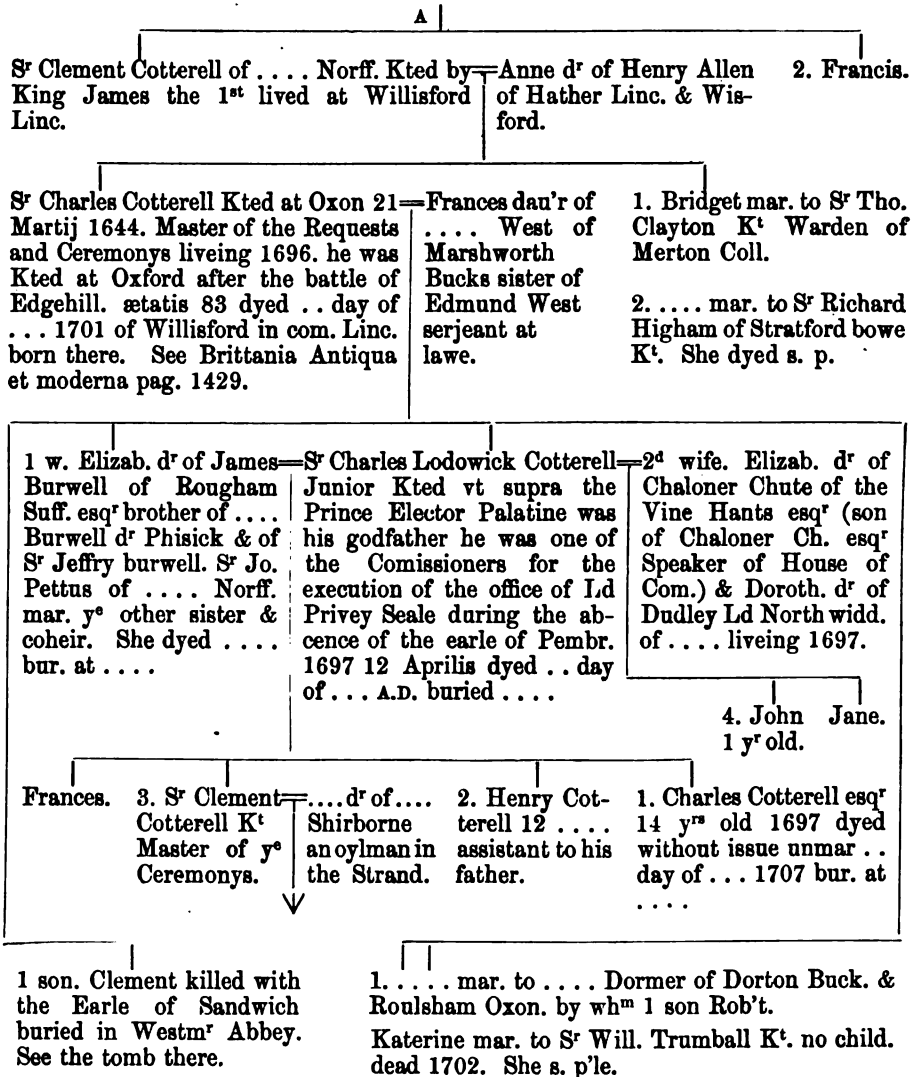 A
Sʳ Clement Cotterell of . . . . Norff. Kted by
King James the 1ˢᵗ lived at Willisford
Linc.
Anne dʳ of Henry Allen
of Hather Linc. & Wis-
ford.
2. Francis.
Sʳ Charles Cotterell Kted at Oxon 21
Martij 1644. Master of the Requests
and Ceremonys liveing 1696. he was
Kted at Oxford after the battle of
Edgehill. ætatis 83 dyed . . day of
. . . 1701 of Willisford in com. Linc.
born there. See Brittania Antiqua
et moderna pag. 1429.
Frances dau'r of
. . . . West of
Marshworth
Bucks sister of
Edmund West
serjeant at
lawe.
1. Bridget mar. to Sʳ Tho.
Clayton Kᵗ Warden of
Merton Coll.
2. . . . . mar. to Sʳ Richard
Higham of Stratford bowe
Kᵗ. She dyed s. p.
1 w. Elizab. dʳ of James
Burwell of Rougham
Suff. esqʳ brother of . . . .
Burwell dʳ Phisick & of
Sʳ Jeffry burwell. Sʳ Jo.
Pettus of . . . . Norff.
mar. yᵉ other sister &
coheir. She dyed . . . .
bur. at . . . .
Sʳ Charles Lodowick Cotterell
Junior Kted vt supra the
Prince Elector Palatine was
his godfather he was one of
the Comissioners for the
execution of the office of Ld
Privey Seale during the ab-
cence of the earle of Pembr.
1697 12 Aprilis dyed . . day
of . . . A.D. buried . . . .
2ᵈ wife. Elizab. dʳ of
Chaloner Chute of the
Vine Hants esqʳ (son
of Chaloner Ch. esqʳ
Speaker of House of
Com.) & Doroth. dʳ of
Dudley Ld North widd.
of . . . . liveing 1697.
4. John
1 yʳ old.
Jane.
Frances.
3. Sʳ Clement
Cotterell Kᵗ
Master of yᵉ
Ceremonys.
. . . . dʳ of . . . .
Shirborne
an oylman in
the Strand.
2. Henry Cot-
terell 12 . . . .
assistant to his
father.
1. Charles Cotterell esqʳ
14 yʳˢ old 1697 dyed
without issue unmar . .
day of . . . 1707 bur. at
. . . .
1 son. Clement killed with
the Earle of Sandwich
buried in Westmʳ Abbey.
See the tomb there.
1. . . . . mar. to . . . . Dormer of Dorton Buck. &
Roulsham Oxon. by whᵐ 1 son Rob't.
Katerine mar. to Sʳ Will. Trumball Kᵗ. no child.
dead 1702. She s. p'le.